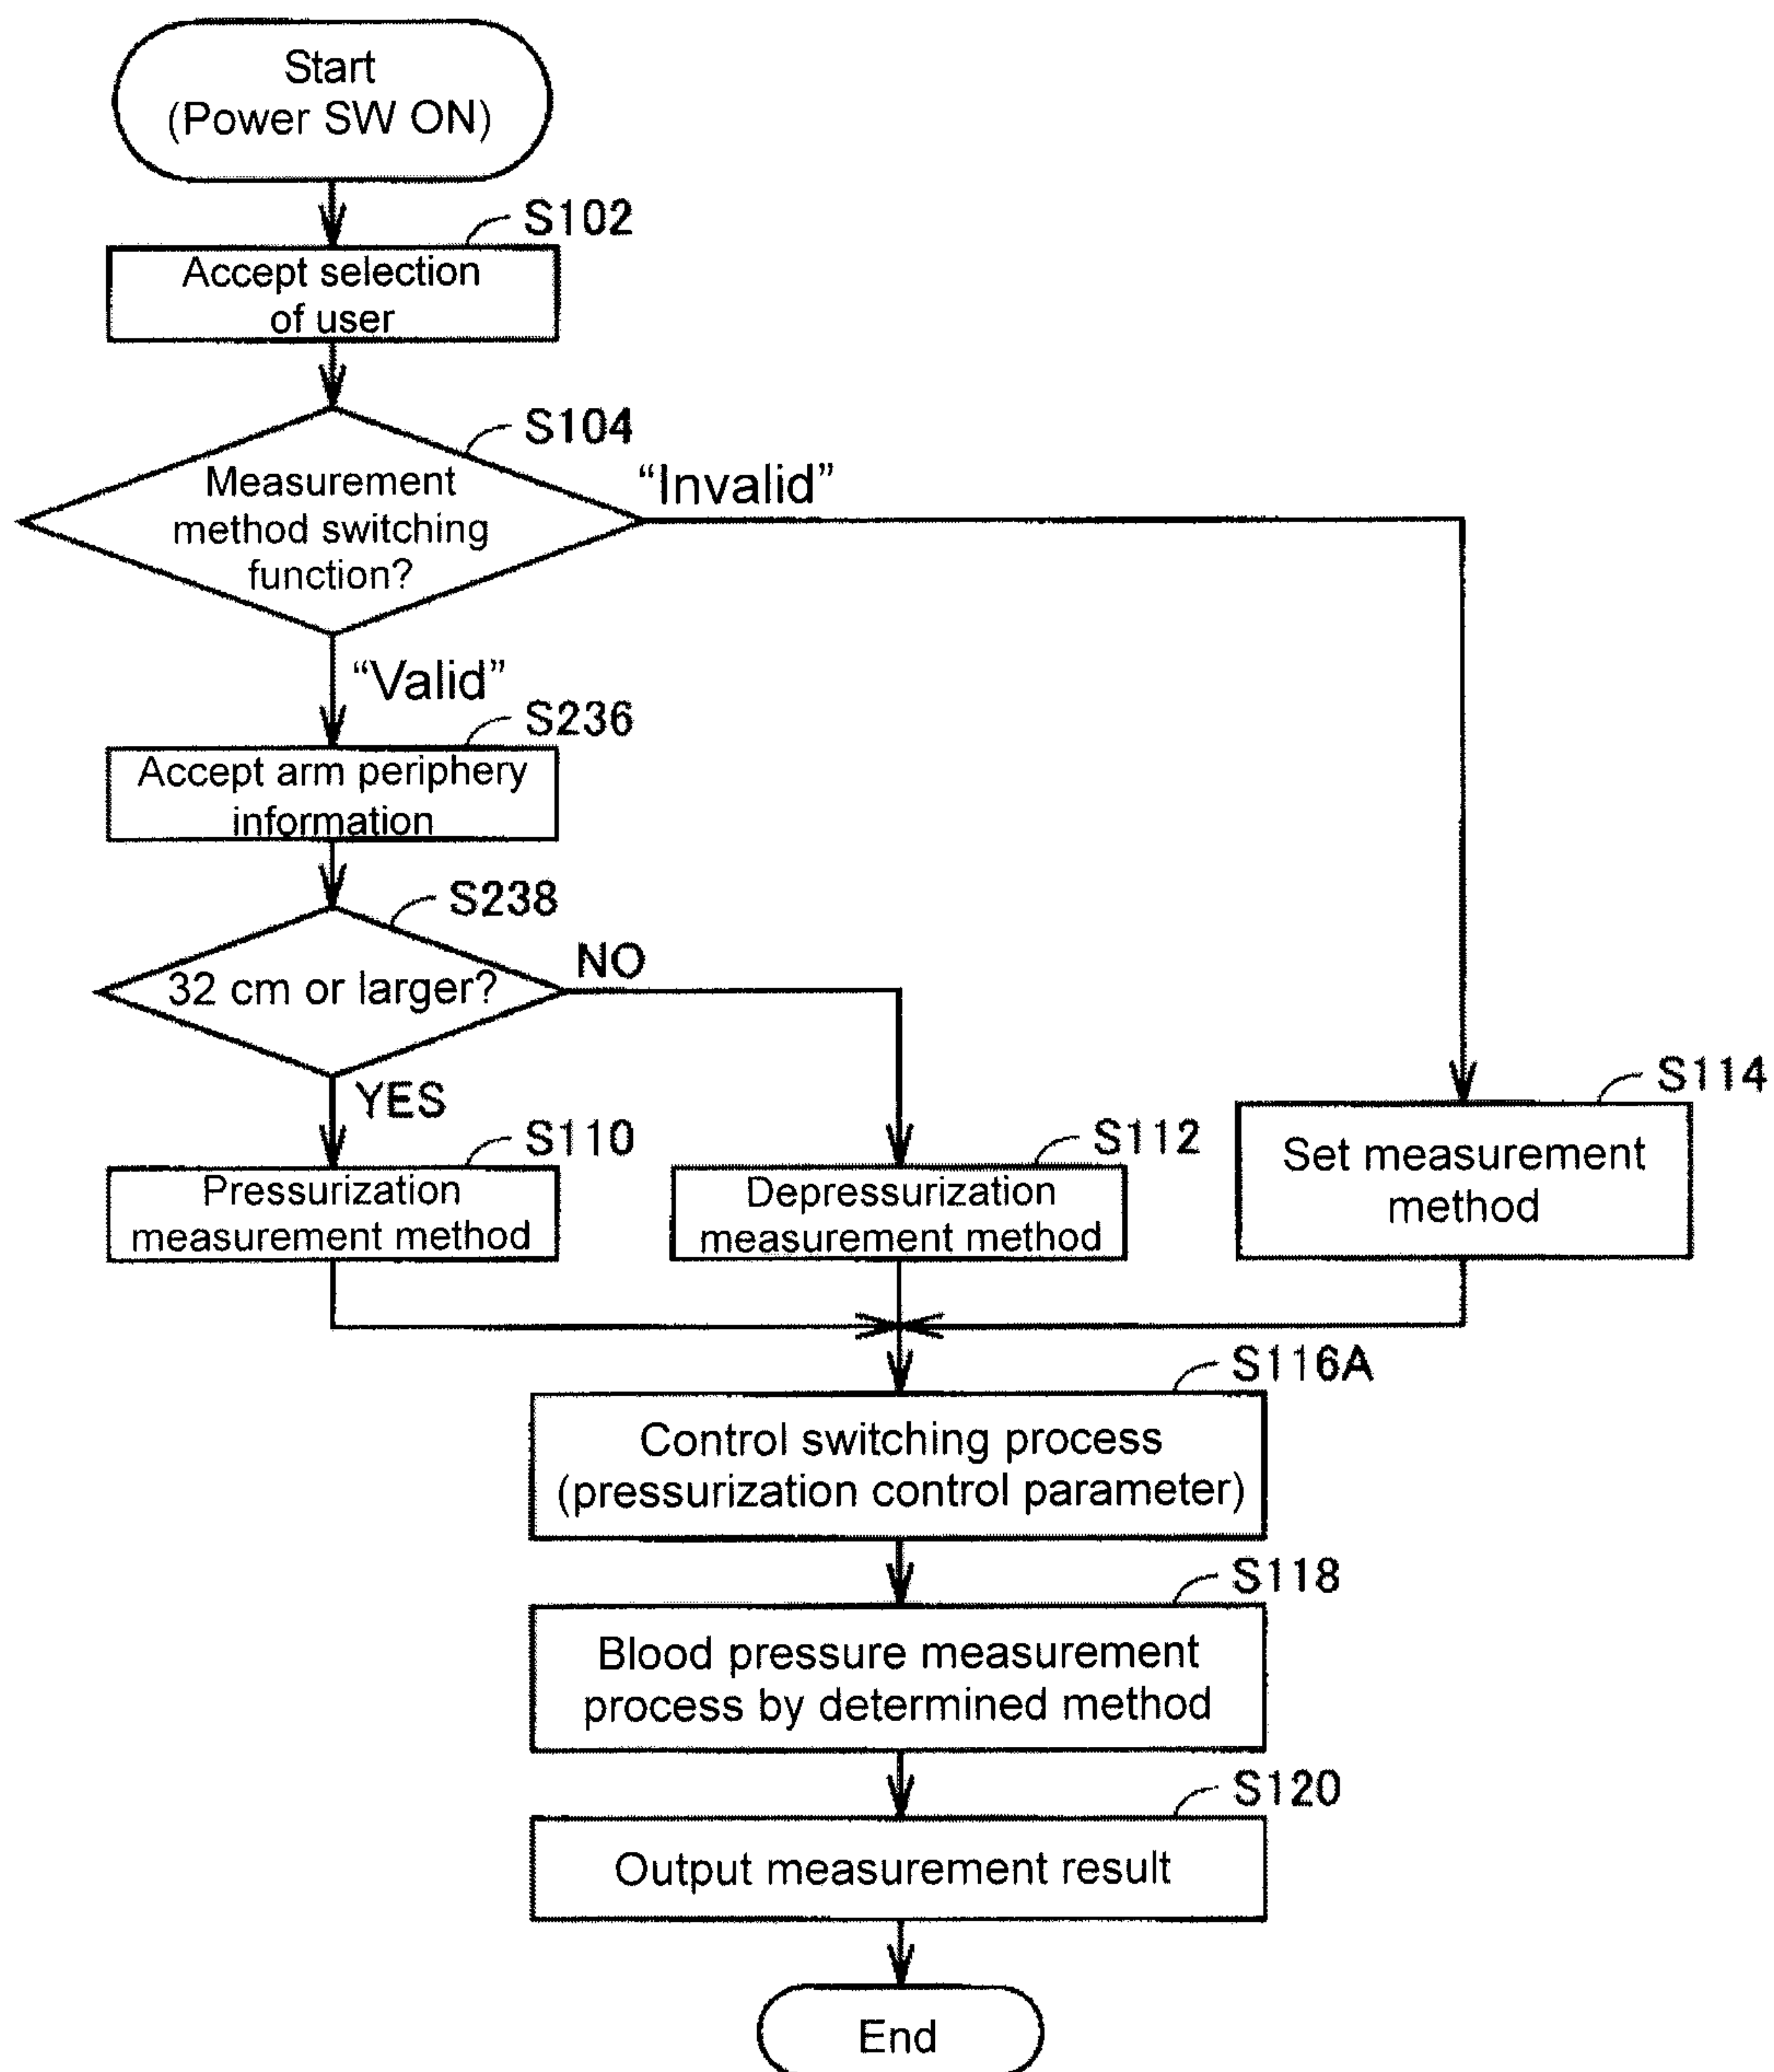 Start
(Power SW ON)
S102
Accept selection
of user
S104
Measurement
method switching
function?
“Invalid”
“Valid”
S236
Accept arm periphery
information
S238
32 cm or larger?
NO
YES
S110
Pressurization
measurement method
S112
Depressurization
measurement method
S114
Set measurement
method
S116A
Control switching process
(pressurization control parameter)
S118
Blood pressure measurement
process by determined method
S120
Output measurement result
End